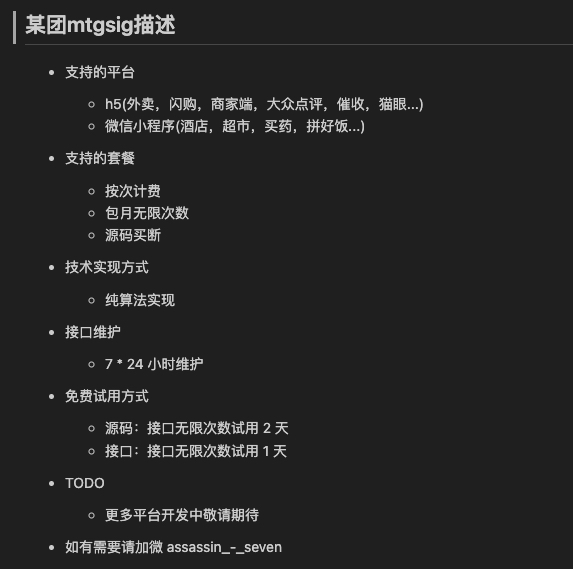 某团mtgsig描述
支持的平台
h5(外卖，闪购，商家端，大众点评，催收，猫眼...)
微信小程序(酒店，超市，买药，拼好饭...)
支持的套餐
按次计费
包月无限次数
源码买断
技术实现方式
纯算法实现
接口维护
7 * 24 小时维护
免费试用方式
源码：接口无限次数试用 2 天
接口：接口无限次数试用 1 天
TODO
更多平台开发中敬请期待
如有需要请加微 assassin_-_seven